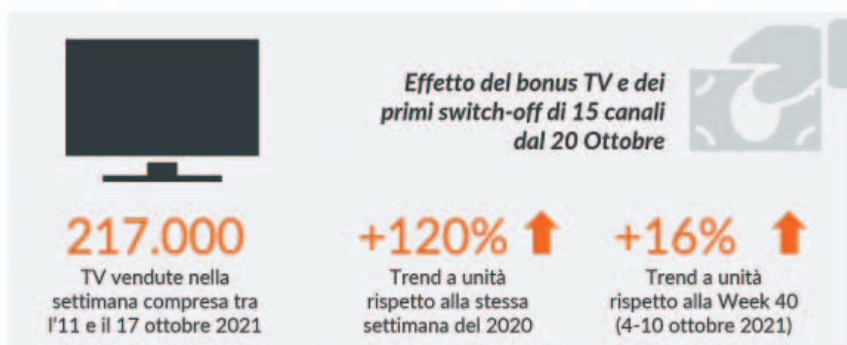 Effetto del bonus TV e dei
primi switch-off di 15 canali
dal 20 Ottobre
217.000
TV vendute nella
settimana compresa tra
l'11 e il 17 ottobre 2021
+120%
Trend a unità
rispetto alla stessa
settimana del 2020
+16%
Trend a unità
rispetto alla Week 40
(4-10 ottobre 2021)